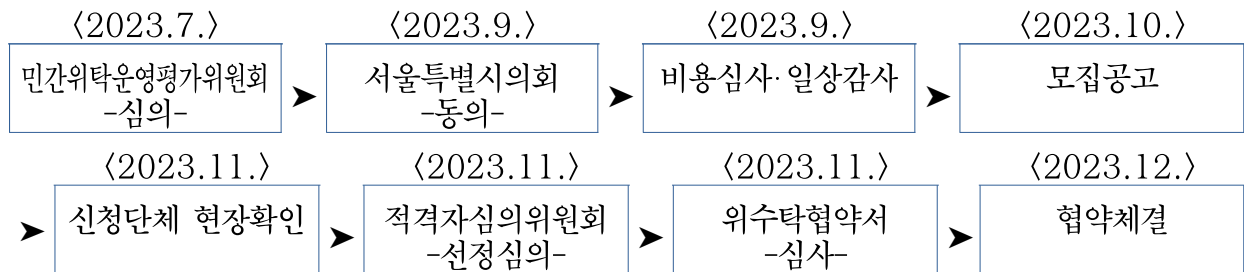 〈2023.7.〉 〈2023.9.〉 〈2023.9.〉 〈2023.10.〉
민간위탁운영평가위원회 ➤ 서울특별시의회 ➤ 비용심사·일상감사 ➤ 모집공고
-심의- -동의-
〈2023.11.〉 〈2023.11.〉 〈2023.11.〉 〈2023.12.〉
➤ 신청단체 현장확인 ➤ 적격자심의위원회 ➤ 위수탁협약서 ➤ 협약체결
-선정심의- -심사-